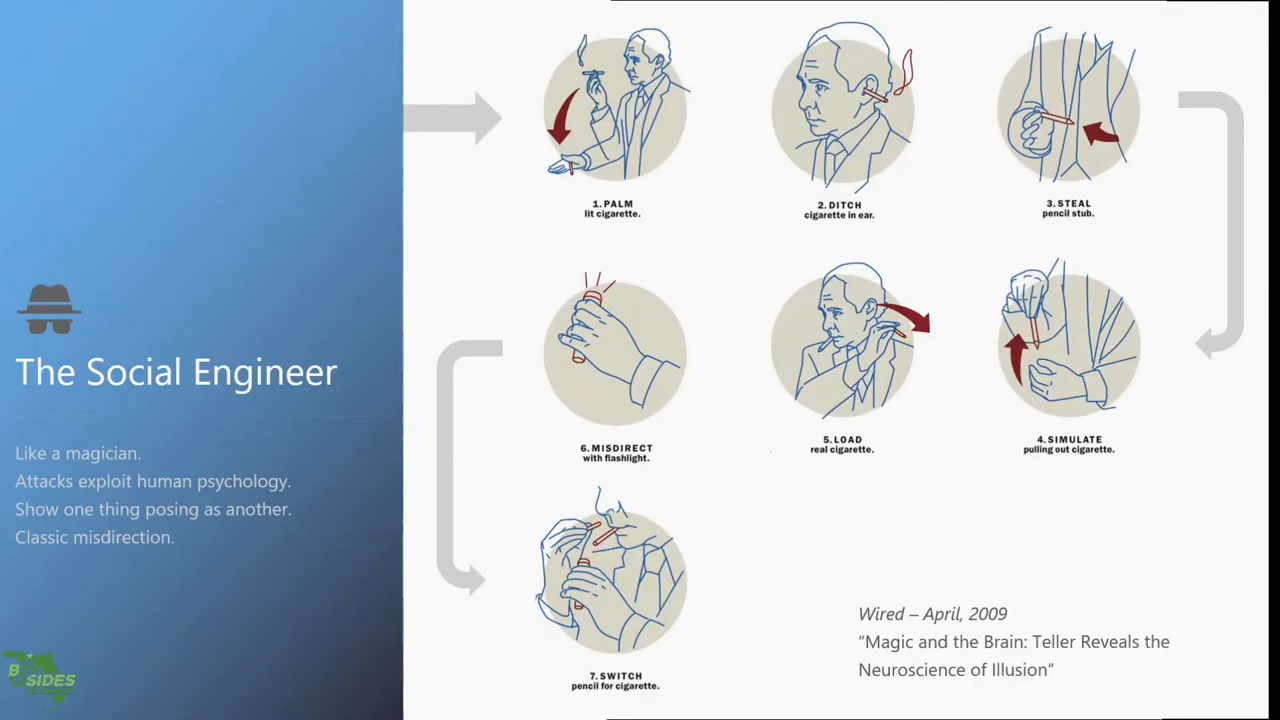 The Social Engineer
Like a magician.
Attacks exploit human psychology.
Show one thing posing as another.
Classic misdirection.
B SIDES
1. PALM
lit cigarette.
2. DITCH
cigarette in ear.
3. STEAL
pencil stub.
4. SIMULATE
pulling out cigarette.
5. LOAD
real cigarette.
6. MISDIRECT
with flashlight.
7. SWITCH
pencil for cigarette.
Wired – April, 2009
“Magic and the Brain: Teller Reveals the
Neuroscience of Illusion”